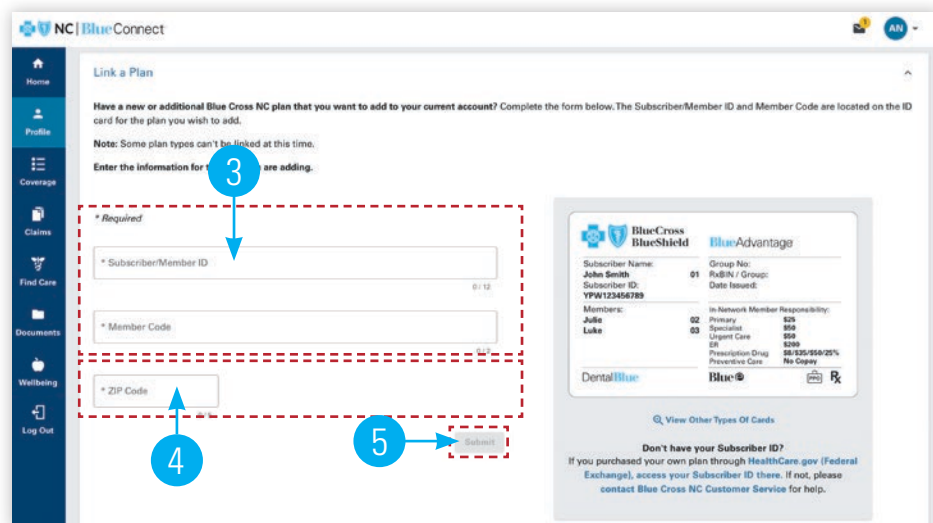 NC | BlueConnect
1
AN
Home
Profile
Coverage
Claims
Find Care
Documents
Wellbeing
Log Out
Link a Plan
Have a new or additional Blue Cross NC plan that you want to add to your current account? Complete the form below. The Subscriber/Member ID and Member Code are located on the ID
card for the plan you wish to add.
Note: Some plan types can't be linked at this time.
Enter the information for are adding.
3
* Required
* Subscriber/Member ID
0 / 12
* Member Code
0 / 2
* ZIP Code
4
5
Submit
BlueCross
BlueShield
BlueAdvantage
Subscriber Name:
John Smith 01
Subscriber ID:
YPW123456789
Group No:
RxBIN / Group:
Date Issued:
Members:
Julie 02
Luke 03
In-Network Member Responsibility:
Primary $25
Specialist $50
Urgent Care $50
ER $200
Prescription Drug $8/$35/$50/25%
Preventive Care No Copay
DentalBlue
Blue
PPO
Rx
View Other Types Of Cards
Don't have your Subscriber ID?
If you purchased your own plan through HealthCare.gov (Federal
Exchange), access your Subscriber ID there. If not, please
contact Blue Cross NC Customer Service for help.